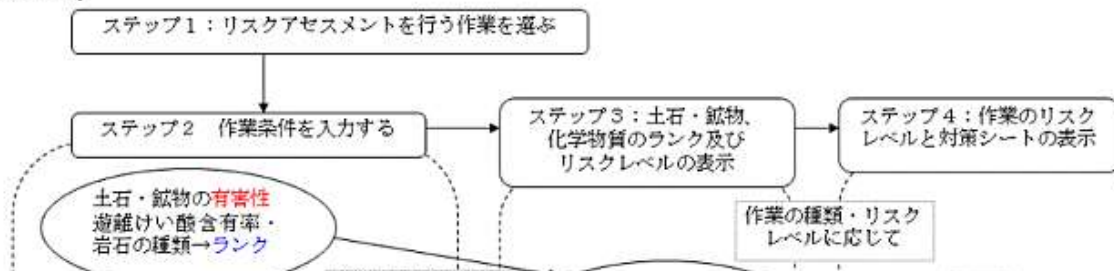 ステップ1：リスクアセスメントを行う作業を選ぶ
ステップ2　作業条件を入力する
ステップ3：土石・鉱物、
化学物質のランク及び
リスクレベルの表示
ステップ4：作業のリスク
レベルと対策シートの表示
土石・鉱物の有害性
遊離けい酸含有率・
岩石の種類→ランク
作業の種類・リスク
レベルに応じて